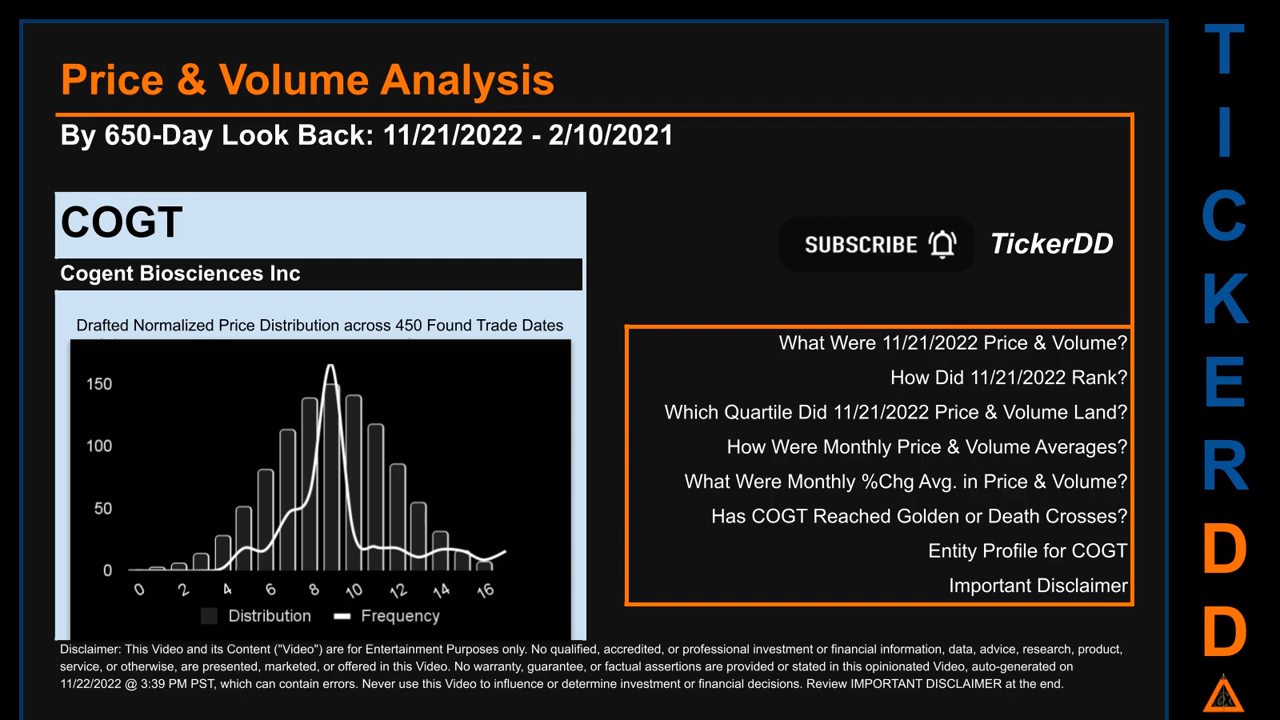 Price & Volume Analysis
By 650-Day Look Back: 11/21/2022 - 2/10/2021
COGT
Cogent Biosciences Inc
Drafted Normalized Price Distribution across 450 Found Trade Dates
150
100
50
0
0 2 4 6 8 10 12 14 16
Distribution Frequency
SUBSCRIBE TickerDD
What Were 11/21/2022 Price & Volume?
How Did 11/21/2022 Rank?
Which Quartile Did 11/21/2022 Price & Volume Land?
How Were Monthly Price & Volume Averages?
What Were Monthly %Chg Avg. in Price & Volume?
Has COGT Reached Golden or Death Crosses?
Entity Profile for COGT
Important Disclaimer
Disclaimer: This Video and its Content ("Video") are for Entertainment Purposes only. No qualified, accredited, or professional investment or financial information, data, advice, research, product,
service, or otherwise, are presented, marketed, or offered in this Video. No warranty, guarantee, or factual assertions are provided or stated in this opinionated Video, auto-generated on
11/22/2022 @ 3:39 PM PST, which can contain errors. Never use this Video to influence or determine investment or financial decisions. Review IMPORTANT DISCLAIMER at the end.
T
I
C
K
E
R
D
D